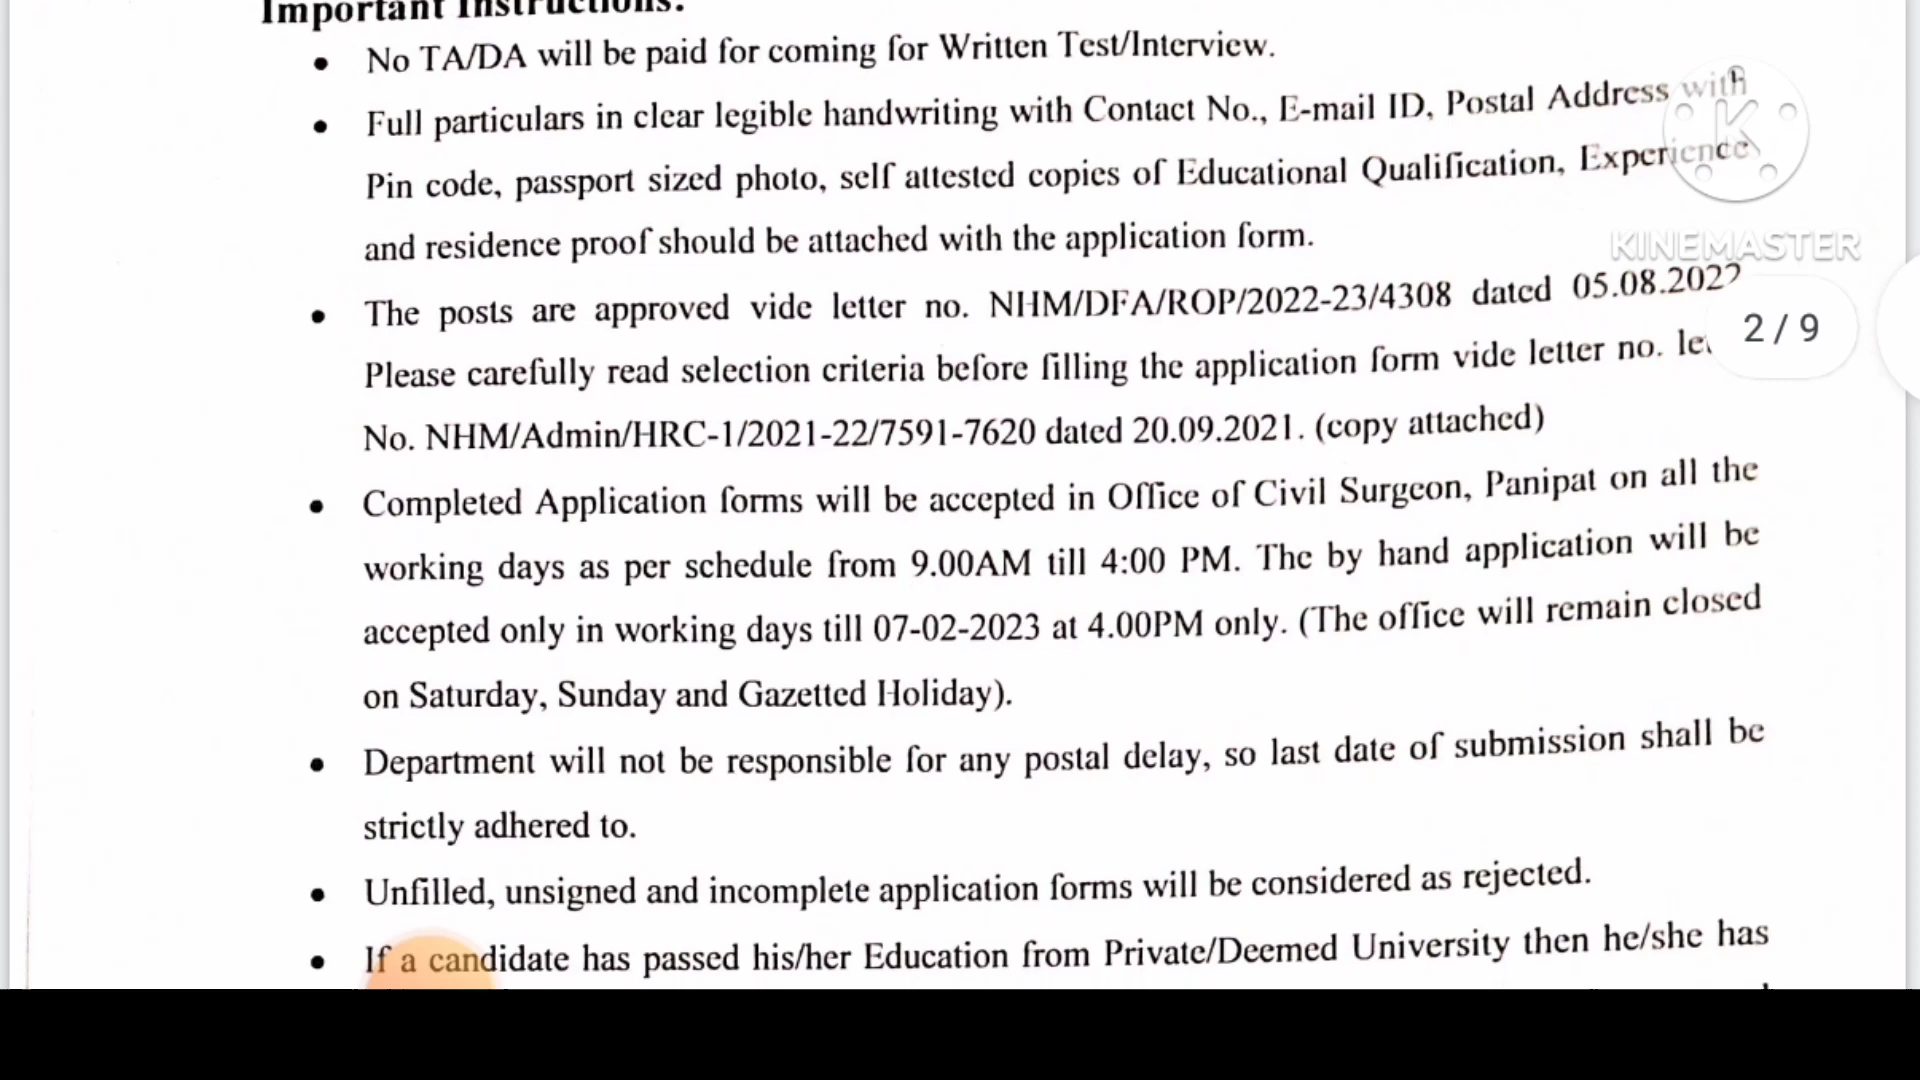 Important Instructions:
• No TA/DA will be paid for coming for Written Test/Interview.
• Full particulars in clear legible handwriting with Contact No., E-mail ID, Postal Address with
Pin code, passport sized photo, self attested copies of Educational Qualification, Experience
and residence proof should be attached with the application form.
• The posts are approved vide letter no. NHM/DFA/ROP/2022-23/4308 dated 05.08.2022
Please carefully read selection criteria before filling the application form vide letter no.
No. NHM/Admin/HRC-1/2021-22/7591-7620 dated 20.09.2021. (copy attached)
• Completed Application forms will be accepted in Office of Civil Surgeon, Panipat on all the
working days as per schedule from 9.00AM till 4:00 PM. The by hand application will be
accepted only in working days till 07-02-2023 at 4.00PM only. (The office will remain closed
on Saturday, Sunday and Gazetted Holiday).
• Department will not be responsible for any postal delay, so last date of submission shall be
strictly adhered to.
• Unfilled, unsigned and incomplete application forms will be considered as rejected.
• If a candidate has passed his/her Education from Private/Deemed University then he/she has
K
KINEMASTER
2 / 9